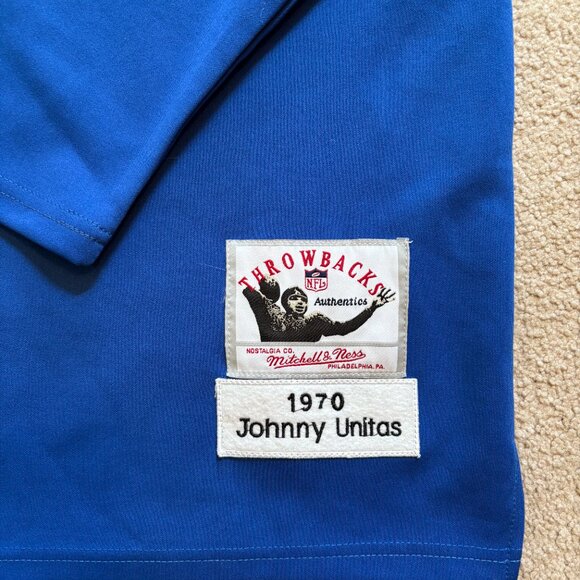 THROWBACKS
NFL
Authentics
NOSTALGIA CO.
Mitchell & Ness
PHILADELPHIA, PA.
1970
Johnny Unitas